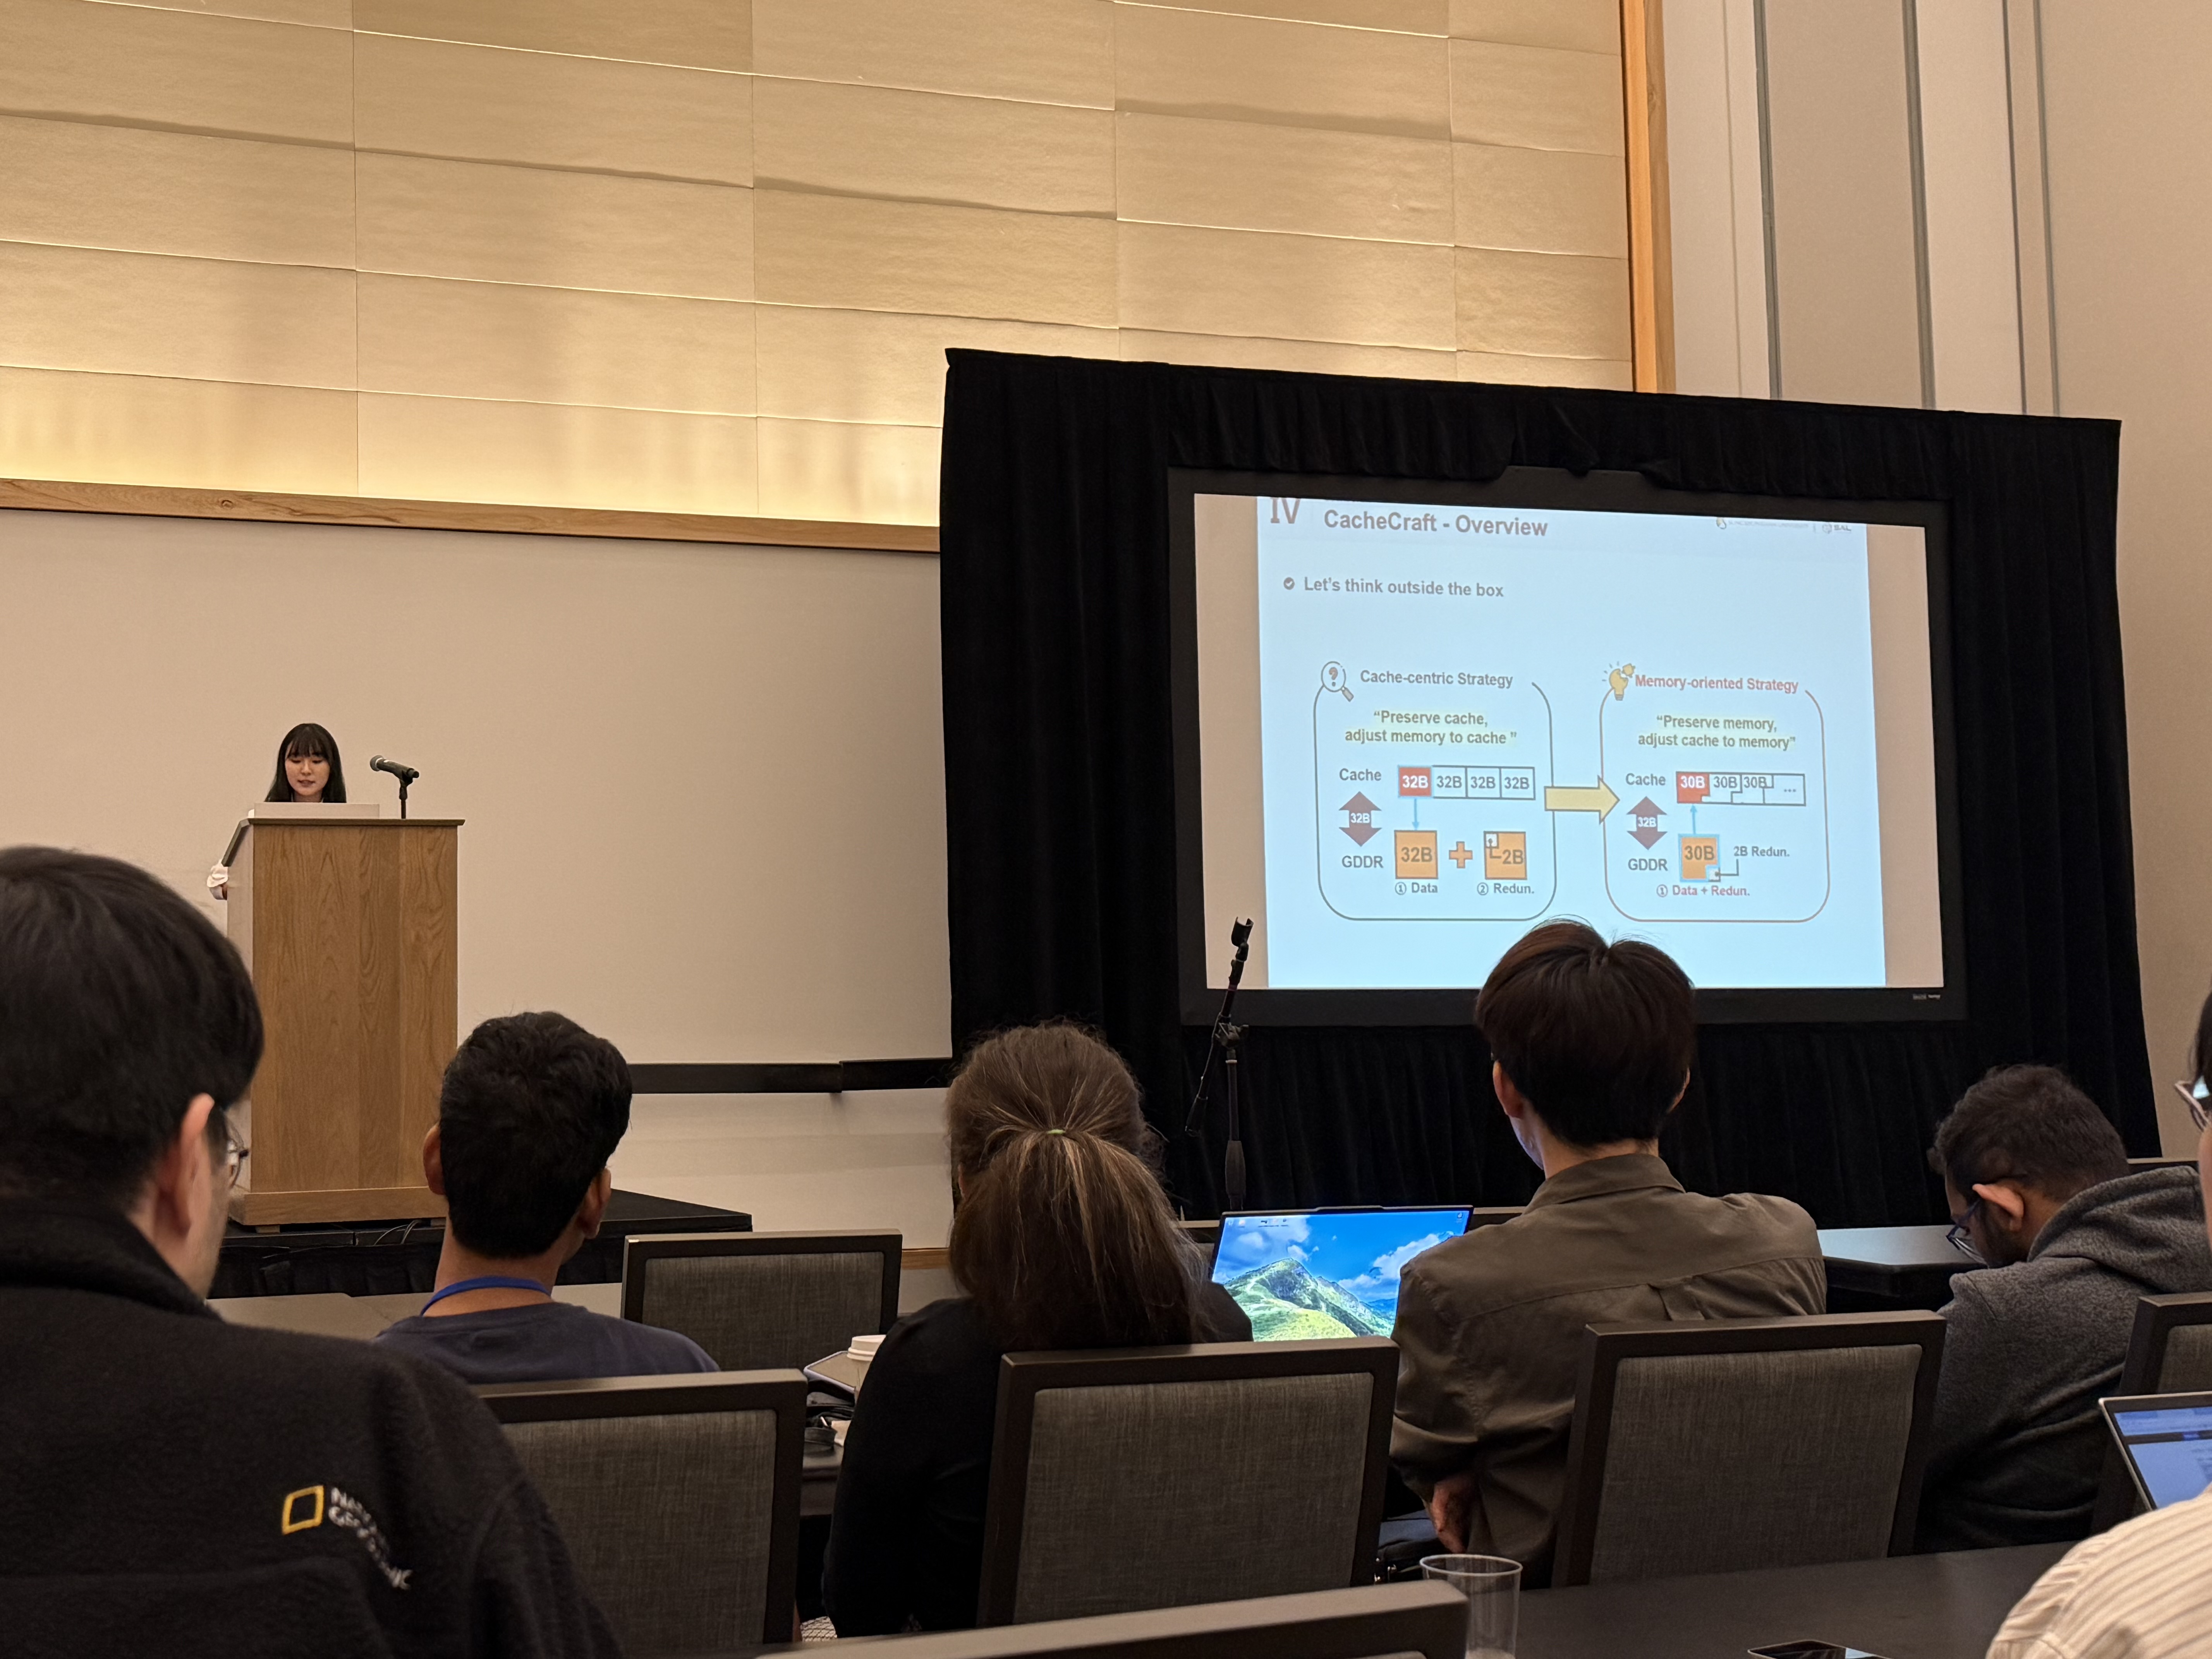 IV
CacheCraft - Overview
Let's think outside the box
Cache-centric Strategy
"Preserve cache,
adjust memory to cache "
Cache
32B 32B 32B 32B
32B
GDDR
32B
2B
① Data
② Redun.
Memory-oriented Strategy
"Preserve memory,
adjust cache to memory"
Cache
30B 30B 30B ...
32B
GDDR
30B
2B Redun.
① Data + Redun.